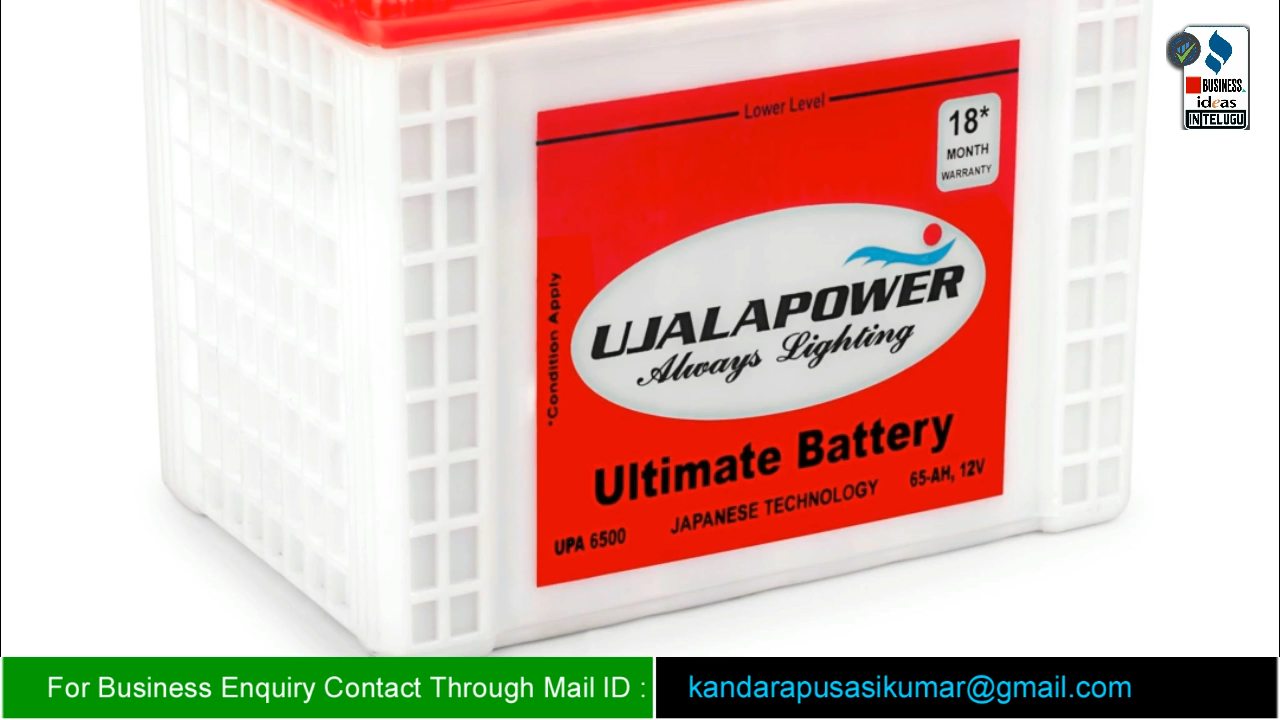 Lower Level
18*
MONTH
WARRANTY
BUSINESS
ideas
IN TELUGU
*Condition Apply
UJALAPOWER
Always Lighting
Ultimate Battery
JAPANESE TECHNOLOGY
65-AH, 12V
UPA 6500
For Business Enquiry Contact Through Mail ID :
kandarapusasikumar@gmail.com